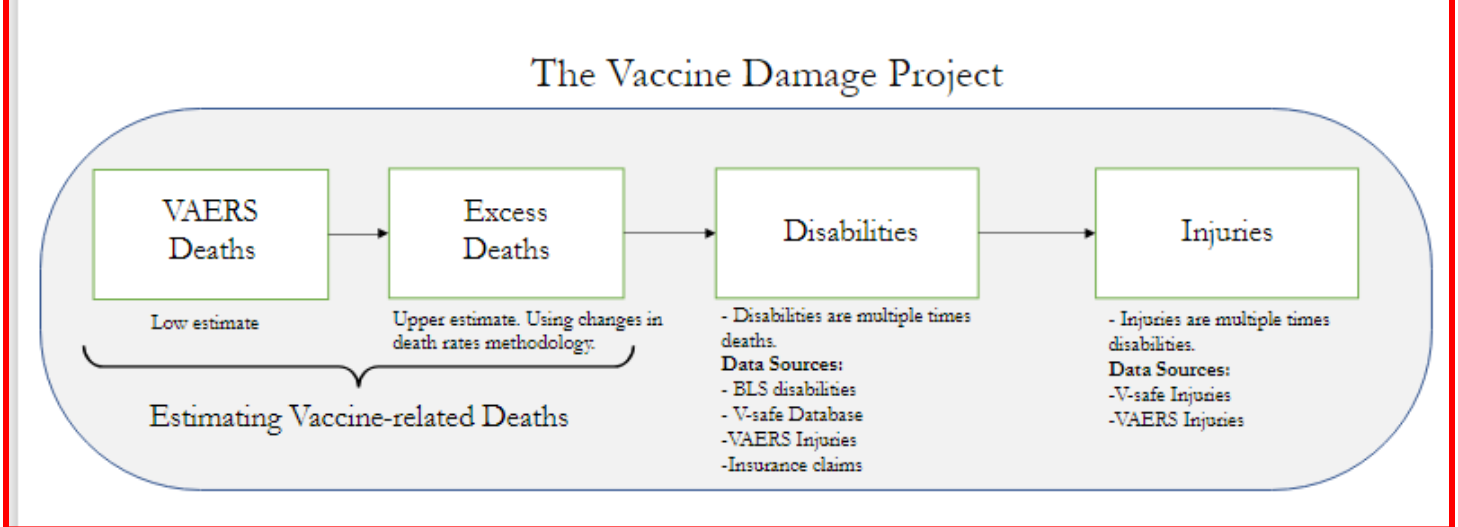 The Vaccine Damage Project
VAERS
Deaths
Excess
Deaths
Disabilities
Injuries
Low estimate
Upper estimate. Using changes in
death rates methodology.
Estimating Vaccine-related Deaths
- Disabilities are multiple times
deaths.
Data Sources:
- BLS disabilities
- V-safe Database
-VAERS Injuries
-Insurance claims
- Injuries are multiple times
disabilities.
Data Sources:
-V-safe Injuries
-VAERS Injuries